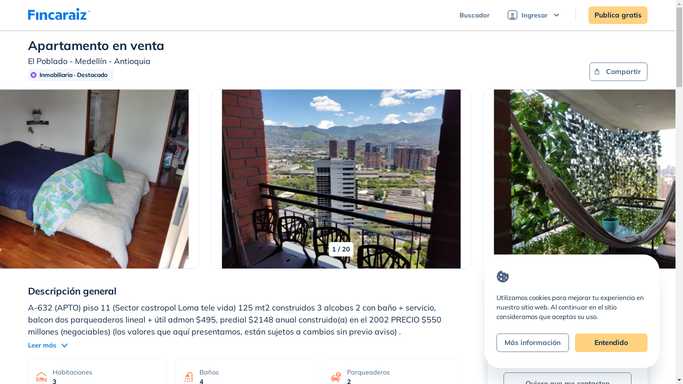 Fincaraiz
Buscador
Ingresar
Publica gratis
Apartamento en venta
El Poblado - Medellín - Antioquia
Inmobiliaria · Destacado
Compartir
1 / 20
Descripción general
A-632 (APTO) piso 11 (Sector castropol Loma tele vida) 125 mt2 construidos 3 alcobas 2 con baño + servicio,
balcon dos parqueaderos lineal + útil admon $495, predial $2148 anual construido(a) en el 2002 PRECIO $550
millones (negociables) (los valores que aquí presentamos, están sujetos a cambios sin previo aviso) .
Leer más
Habitaciones
3
Baños
4
Parqueaderos
2
Utilizamos cookies para mejorar tu experiencia en
nuestro sitio web. Al continuar en el sitio
consideramos que aceptas su uso.
Más información
Entendido
Quiero que me contacten